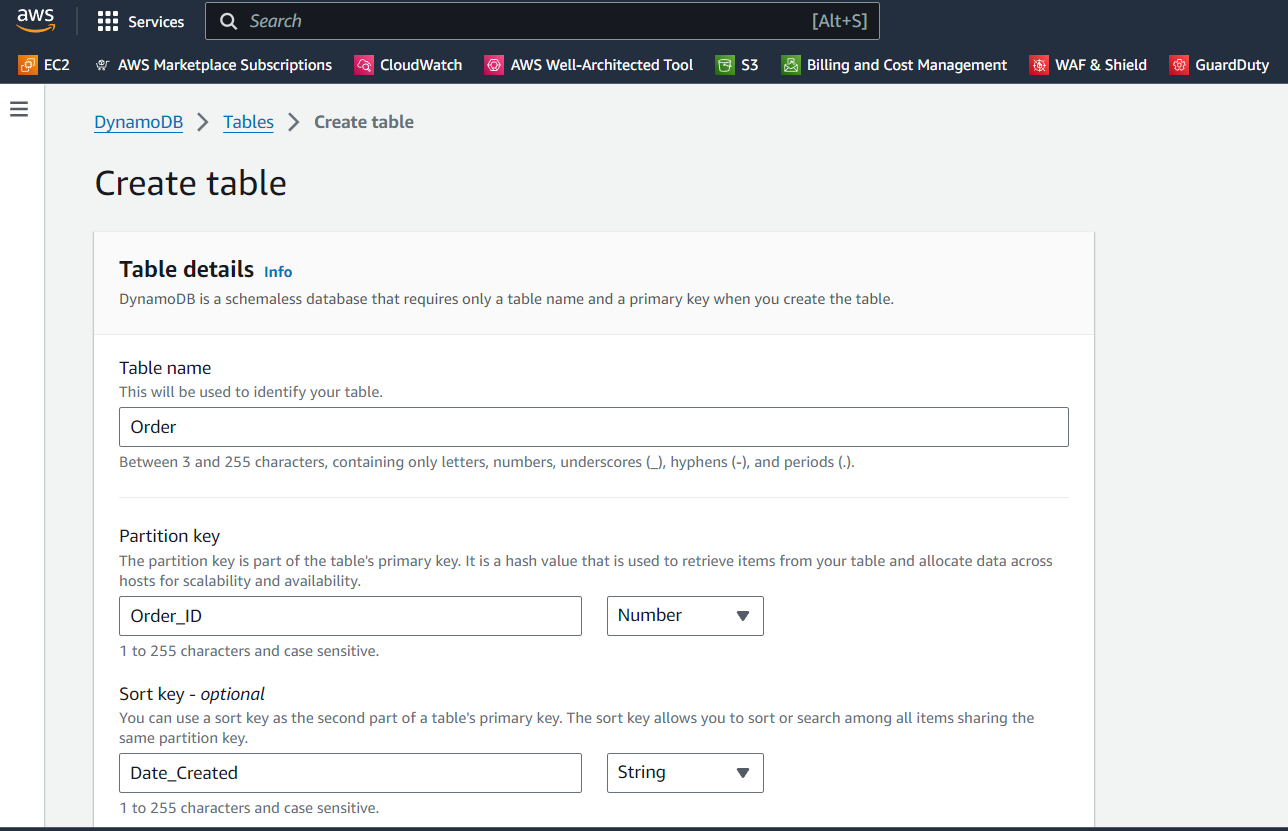 aws Services Search [Alt+S]
EC2 AWS Marketplace Subscriptions CloudWatch AWS Well-Architected Tool S3 Billing and Cost Management WAF & Shield GuardDuty
DynamoDB Tables Create table
Create table
Table details Info
DynamoDB is a schemaless database that requires only a table name and a primary key when you create the table.
Table name
This will be used to identify your table.
Order
Between 3 and 255 characters, containing only letters, numbers, underscores (_), hyphens (-), and periods (.).
Partition key
The partition key is part of the table's primary key. It is a hash value that is used to retrieve items from your table and allocate data across
hosts for scalability and availability.
Order_ID Number
1 to 255 characters and case sensitive.
Sort key - optional
You can use a sort key as the second part of a table's primary key. The sort key allows you to sort or search among all items sharing the
same partition key.
Date_Created String
1 to 255 characters and case sensitive.